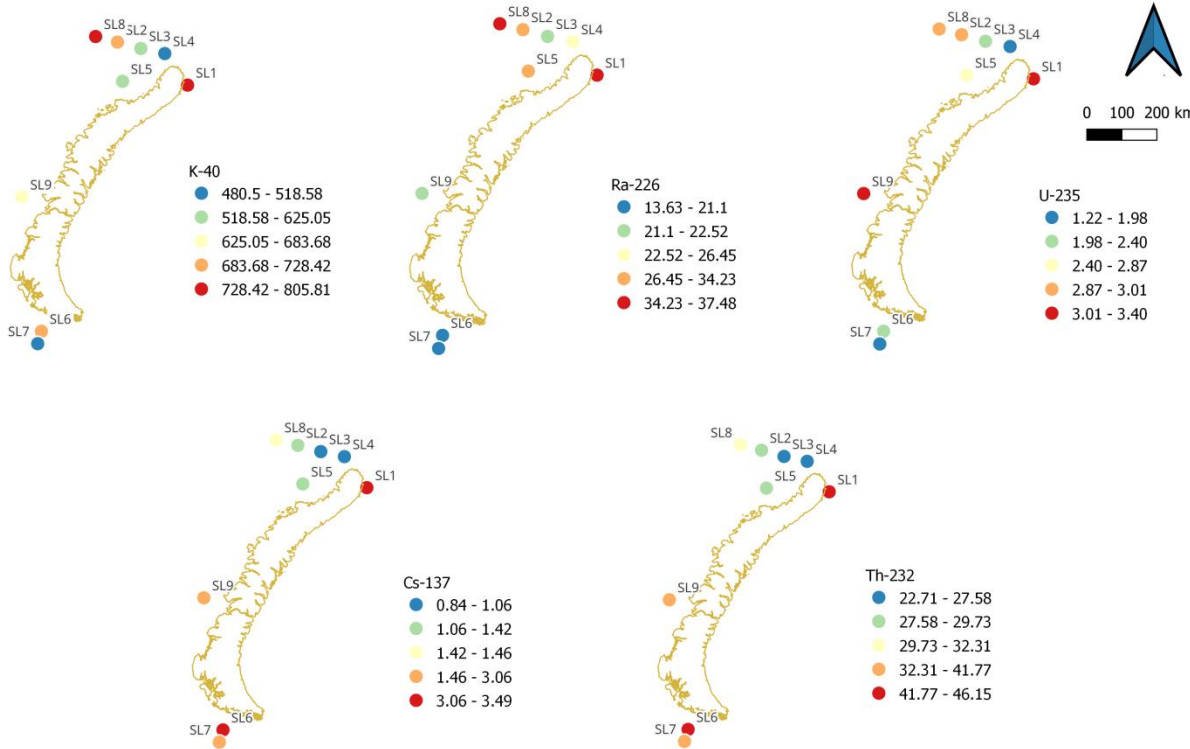 SL8
SL2
SL3
SL4
SL5
SL1
SL9
SL6
SL7
K-40
480.5 - 518.58
518.58 - 625.05
625.05 - 683.68
683.68 - 728.42
728.42 - 805.81
SL8
SL2
SL3
SL4
SL5
SL1
SL9
SL6
SL7
Ra-226
13.63 - 21.1
21.1 - 22.52
22.52 - 26.45
26.45 - 34.23
34.23 - 37.48
SL8
SL2
SL3
SL4
SL5
SL1
SL9
SL6
SL7
U-235
1.22 - 1.98
1.98 - 2.40
2.40 - 2.87
2.87 - 3.01
3.01 - 3.40
0 100 200 km
SL8
SL2
SL3
SL4
SL5
SL1
SL9
SL6
SL7
Cs-137
0.84 - 1.06
1.06 - 1.42
1.42 - 1.46
1.46 - 3.06
3.06 - 3.49
SL8
SL2
SL3
SL4
SL5
SL1
SL9
SL6
SL7
Th-232
22.71 - 27.58
27.58 - 29.73
29.73 - 32.31
32.31 - 41.77
41.77 - 46.15